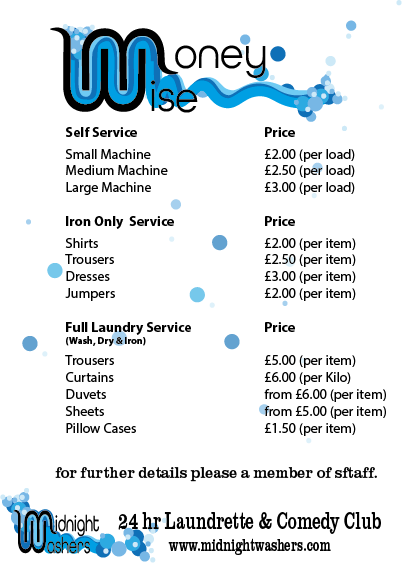 Money
Wise
Self Service Price
Small Machine £2.00 (per load)
Medium Machine £2.50 (per load)
Large Machine £3.00 (per load)
Iron Only Service Price
Shirts £2.00 (per item)
Trousers £2.50 (per item)
Dresses £3.00 (per item)
Jumpers £2.00 (per item)
Full Laundry Service Price
(Wash, Dry & Iron)
Trousers £5.00 (per item)
Curtains £6.00 (per Kilo)
Duvets from £6.00 (per item)
Sheets from £5.00 (per item)
Pillow Cases £1.50 (per item)
for further details please a member of sftaff.
Midnight
Washers
24 hr Laundrette & Comedy Club
www.midnightwashers.com